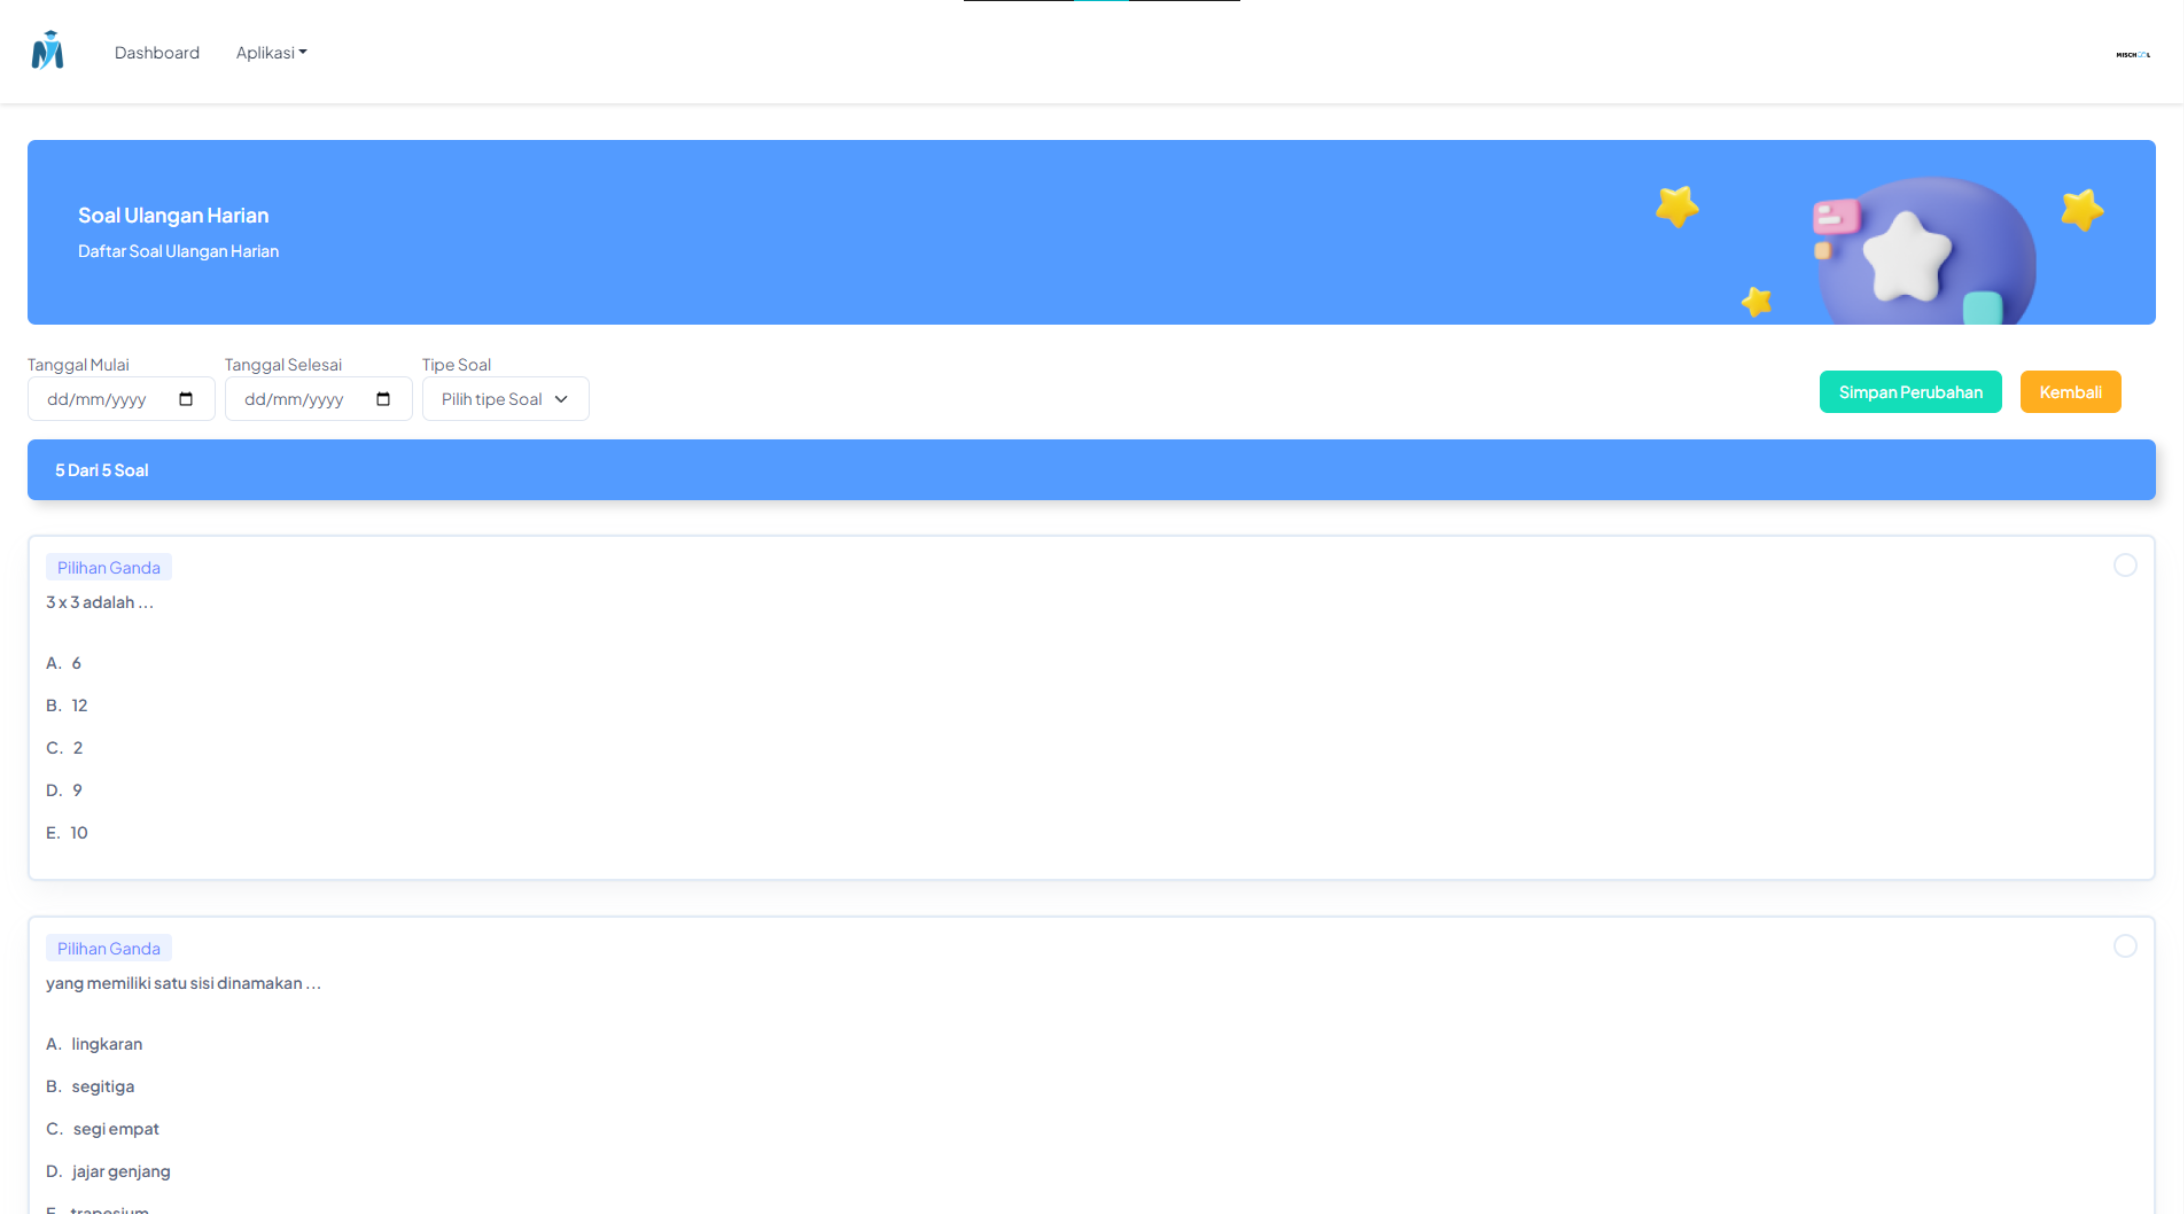 Dashboard Aplikasi
MISCHOOL
Soal Ulangan Harian
Daftar Soal Ulangan Harian
Tanggal Mulai Tanggal Selesai Tipe Soal
dd/mm/yyyy dd/mm/yyyy Pilih tipe Soal
Simpan Perubahan Kembali
5 Dari 5 Soal
Pilihan Ganda
3 x 3 adalah ...
A. 6
B. 12
C. 2
D. 9
E. 10
Pilihan Ganda
yang memiliki satu sisi dinamakan ...
A. lingkaran
B. segitiga
C. segi empat
D. jajar genjang
E. trapesium